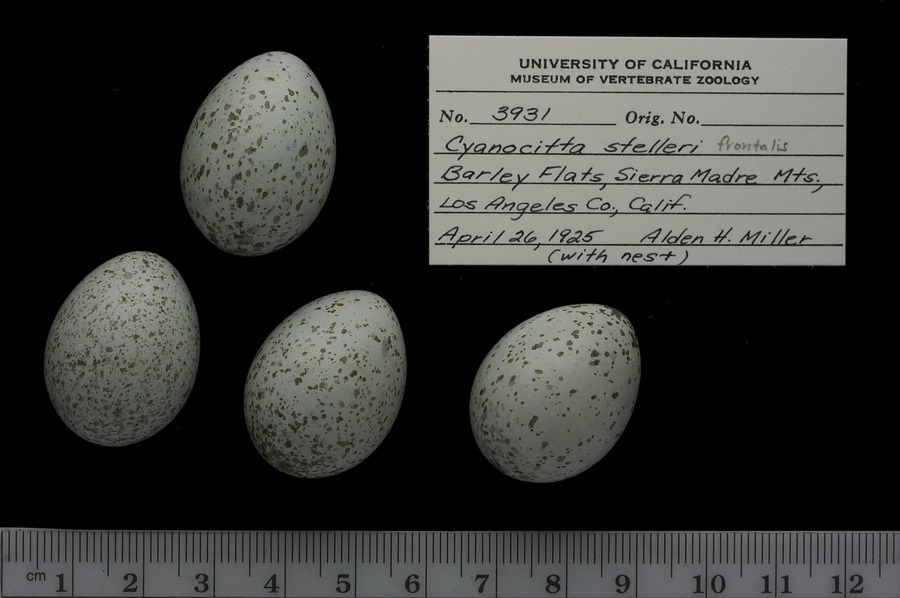 UNIVERSITY OF CALIFORNIA
MUSEUM OF VERTEBRATE ZOOLOGY
No. 3931 Orig. No.
Cyanocitta stelleri frontalis
Barley Flats, Sierra Madre Mts.,
Los Angeles Co., Calif.
April 26, 1925 Alden H. Miller
(with nest)
cm 1 2 3 4 5 6 7 8 9 10 11 12